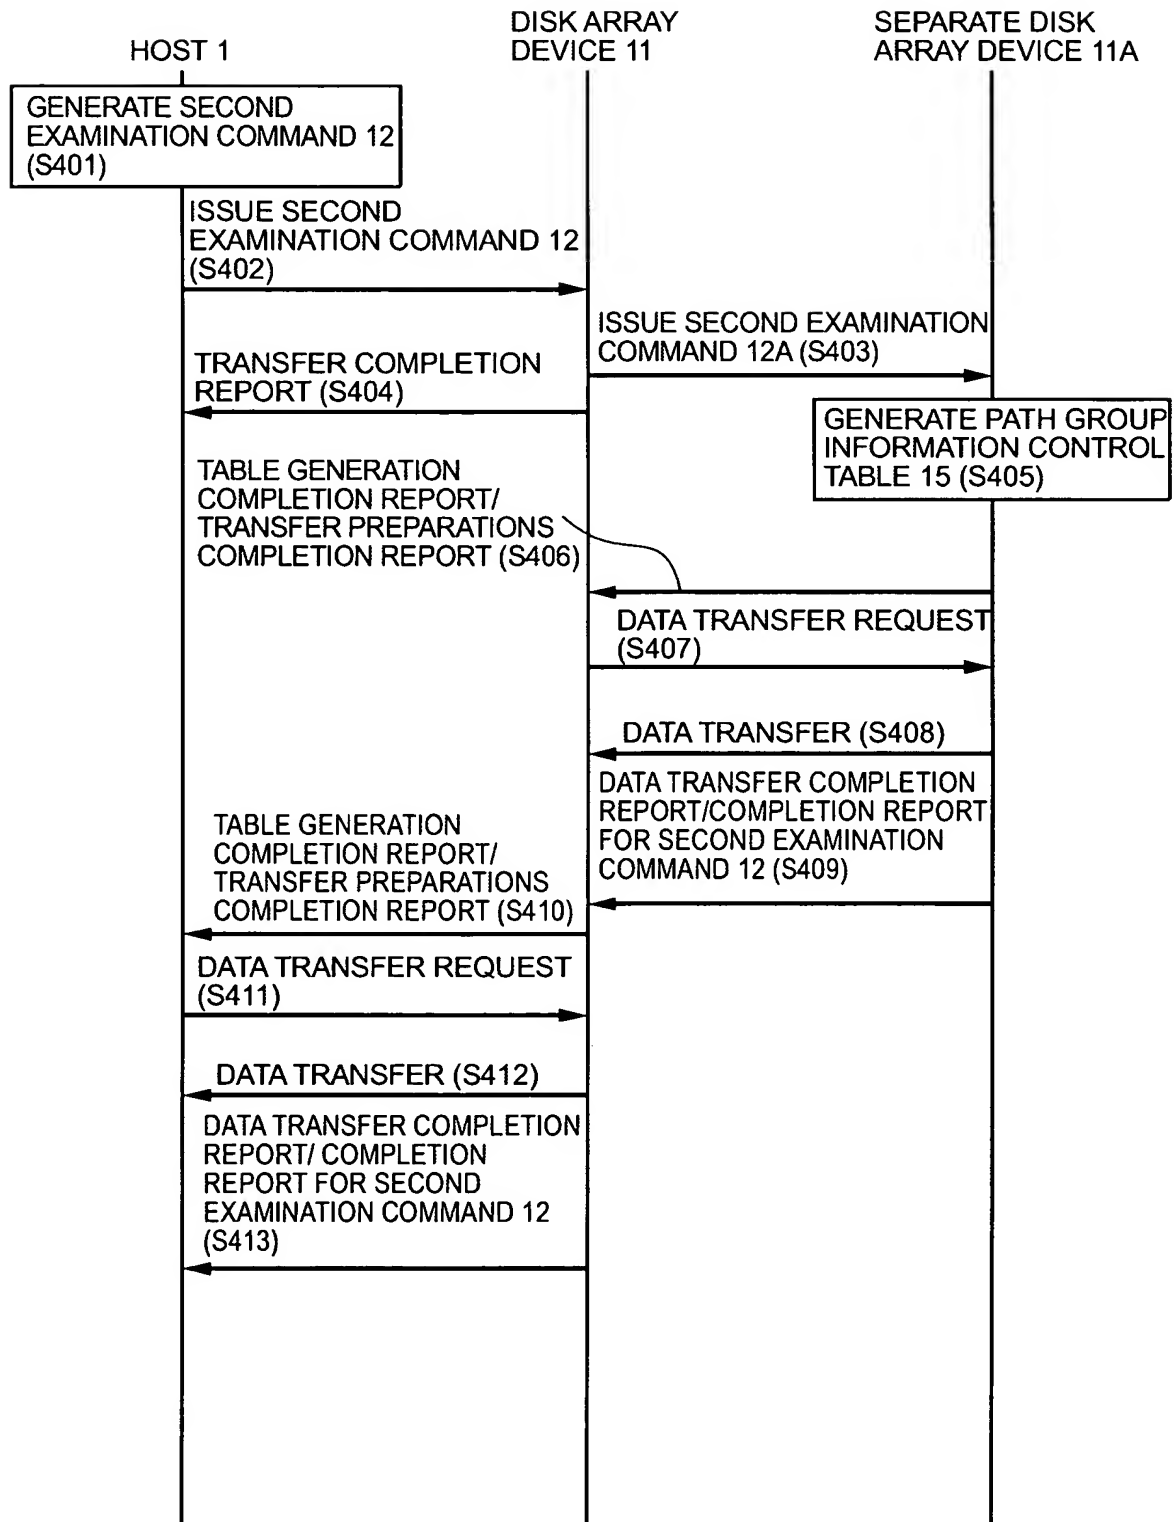 HOST 1
DISK ARRAY
DEVICE 11
SEPARATE DISK
ARRAY DEVICE 11A
GENERATE SECOND
EXAMINATION COMMAND 12
(S401)
ISSUE SECOND
EXAMINATION COMMAND 12
(S402)
ISSUE SECOND EXAMINATION
COMMAND 12A (S403)
TRANSFER COMPLETION
REPORT (S404)
GENERATE PATH GROUP
INFORMATION CONTROL
TABLE 15 (S405)
TABLE GENERATION
COMPLETION REPORT/
TRANSFER PREPARATIONS
COMPLETION REPORT (S406)
DATA TRANSFER REQUEST
(S407)
DATA TRANSFER (S408)
DATA TRANSFER COMPLETION
REPORT/COMPLETION REPORT
FOR SECOND EXAMINATION
COMMAND 12 (S409)
TABLE GENERATION
COMPLETION REPORT/
TRANSFER PREPARATIONS
COMPLETION REPORT (S410)
DATA TRANSFER REQUEST
(S411)
DATA TRANSFER (S412)
DATA TRANSFER COMPLETION
REPORT/ COMPLETION
REPORT FOR SECOND
EXAMINATION COMMAND 12
(S413)